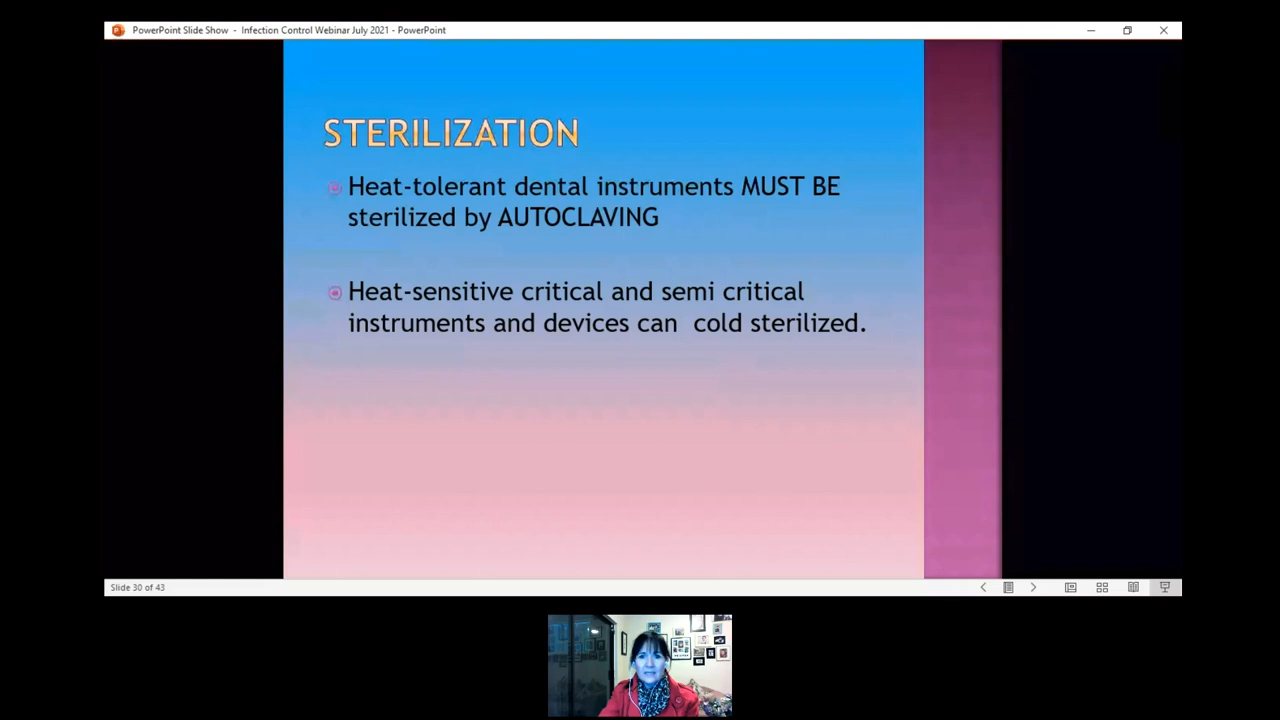 PowerPoint Slide Show - Infection Control Webinar July 2021 - PowerPoint
STERILIZATION
Heat-tolerant dental instruments MUST BE
sterilized by AUTOCLAVING
Heat-sensitive critical and semi critical
instruments and devices can cold sterilized.
Slide 30 of 43